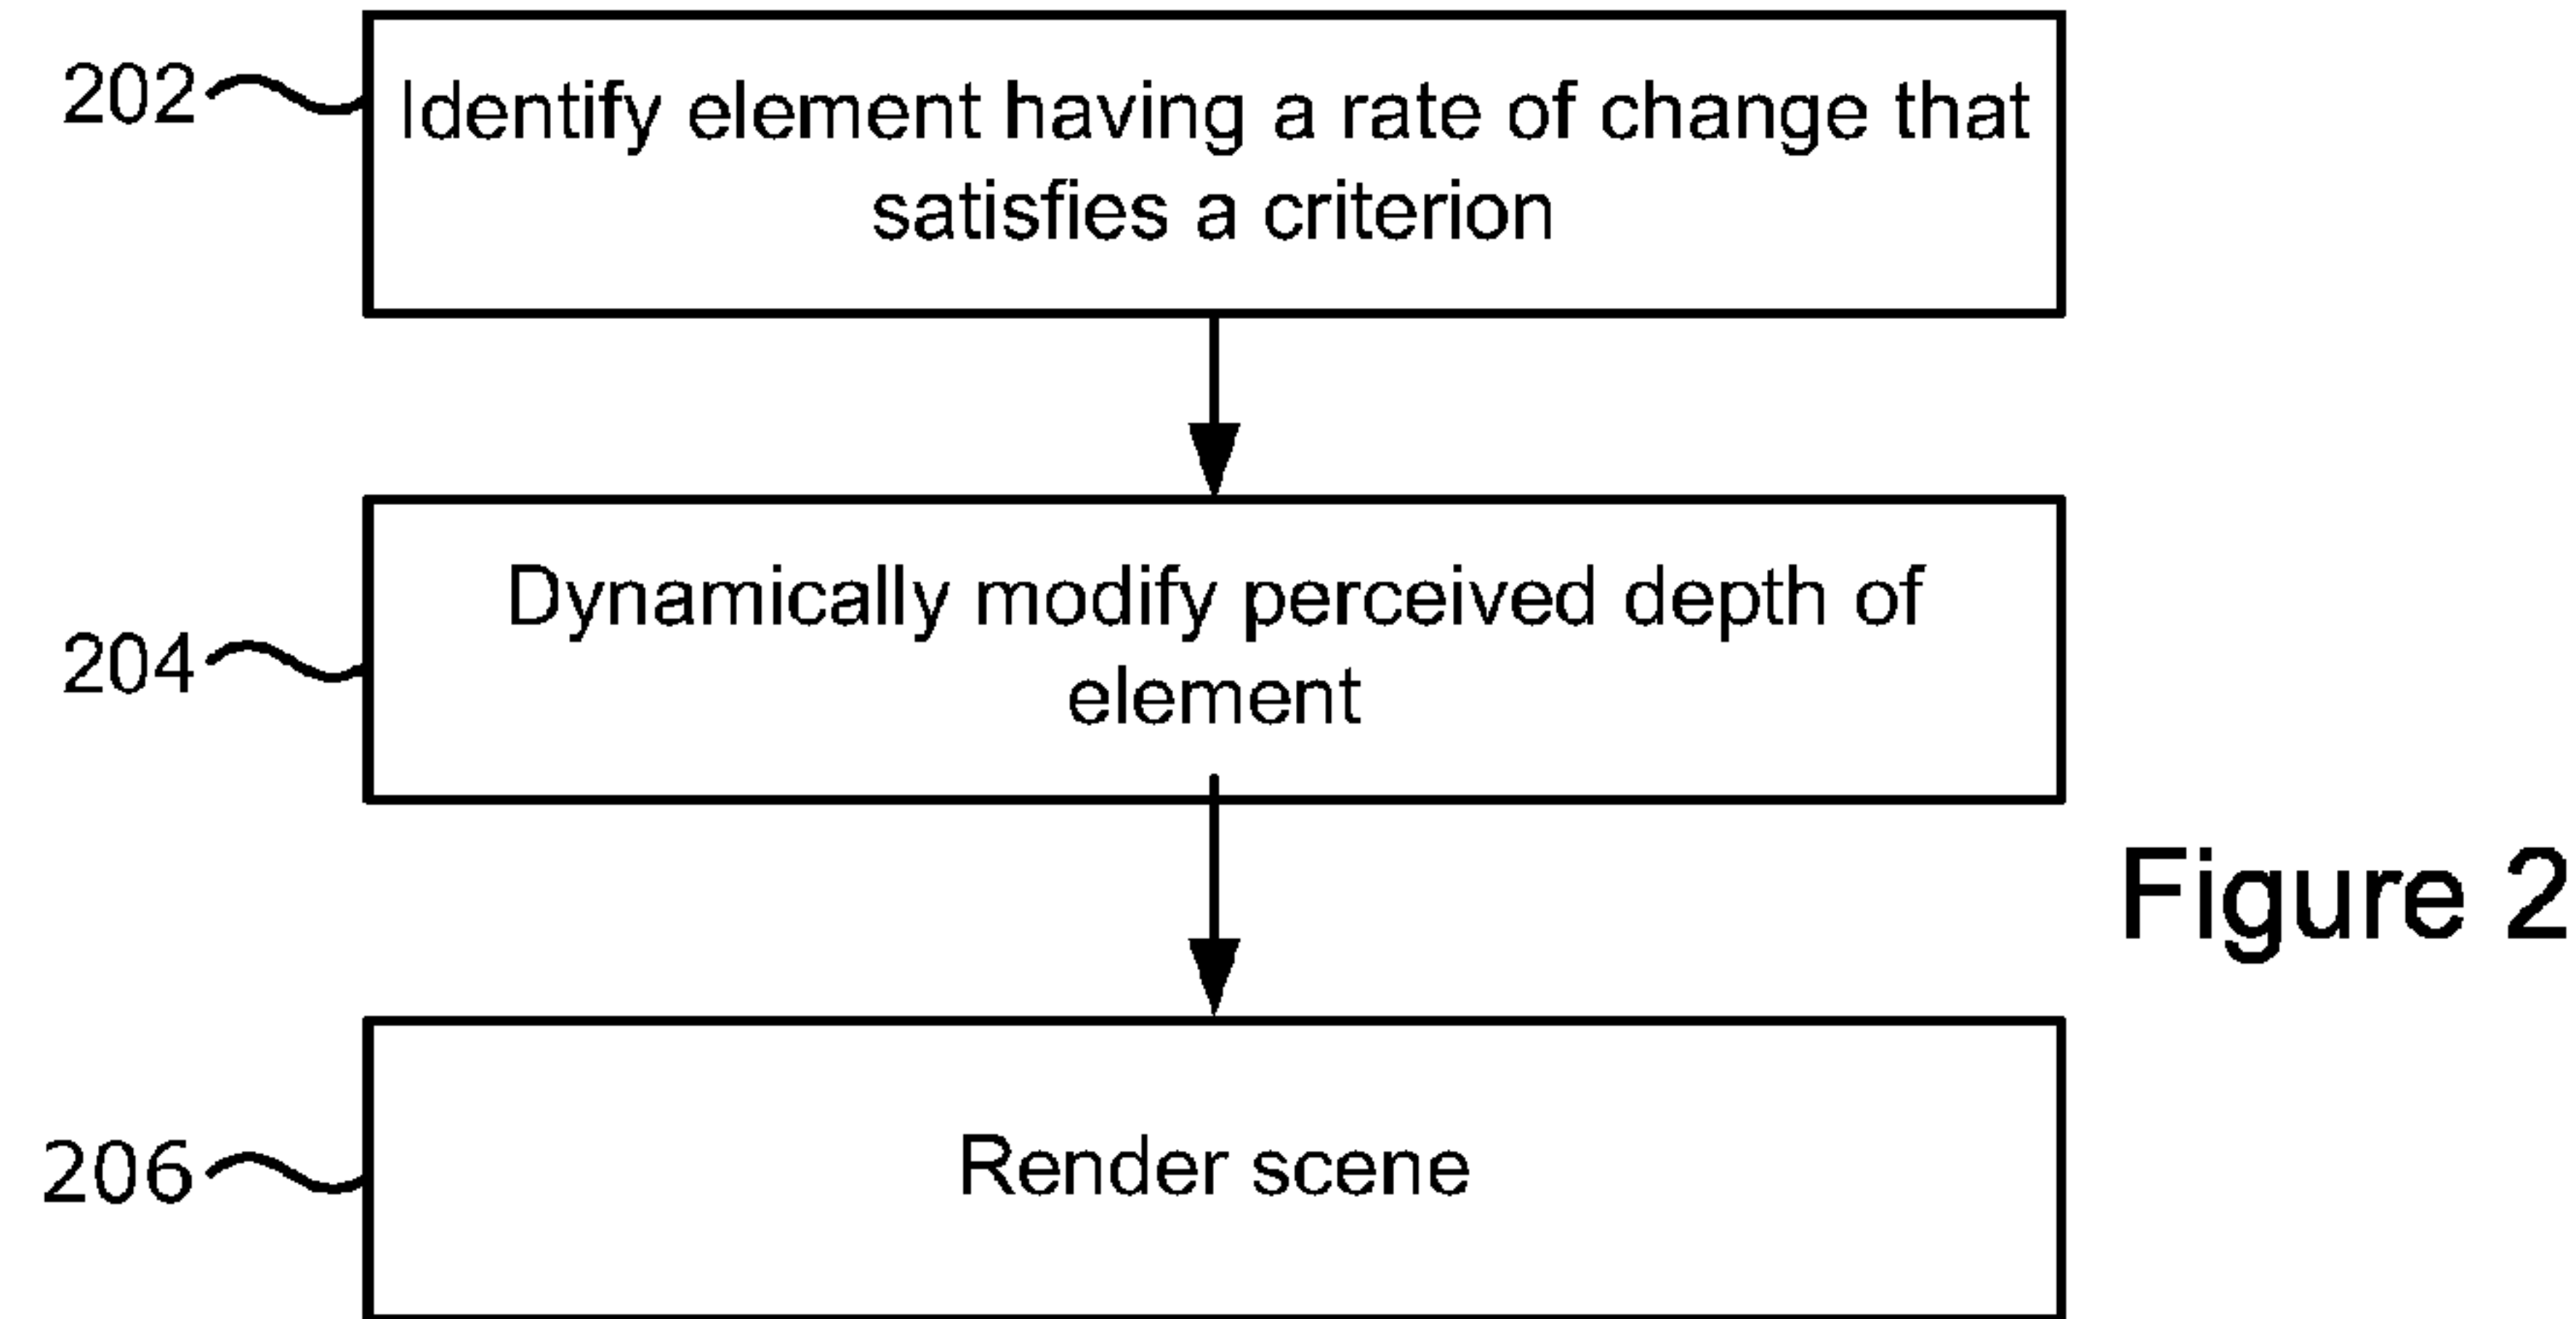 202
Identify element having a rate of change that
satisfies a criterion
204
Dynamically modify perceived depth of
element
Figure 2
206
Render scene